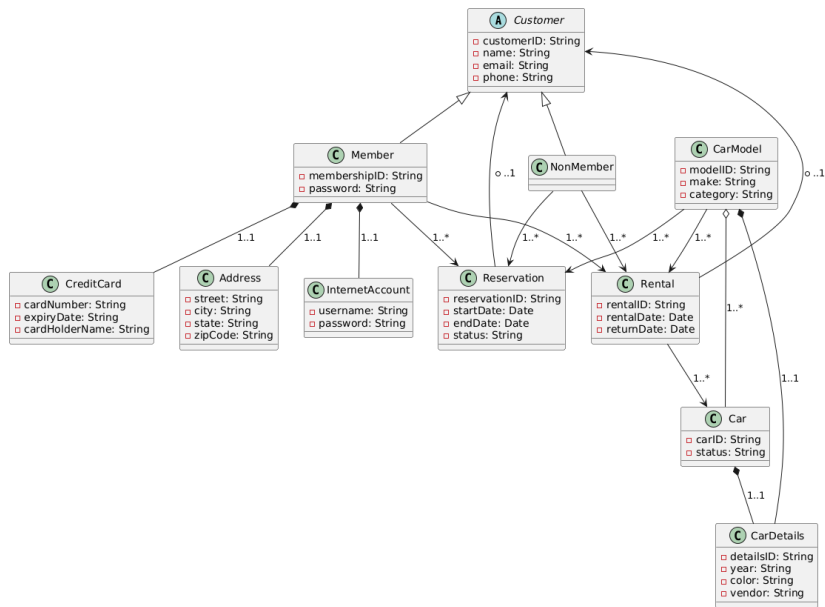 A Customer
customerID: String
name: String
email: String
phone: String
C Member
membershipID: String
password: String
C NonMember
C CarModel
modelID: String
make: String
category: String
o ..1
o ..1
1..1
1..1
1..1
1..*
1..*
1..*
1..*
1..*
1..*
C CreditCard
cardNumber: String
expiryDate: String
cardHolderName: String
C Address
street: String
city: String
state: String
zipCode: String
C InternetAccount
username: String
password: String
C Reservation
reservationID: String
startDate: Date
endDate: Date
status: String
C Rental
rentalID: String
rentalDate: Date
returnDate: Date
1..*
1..*
1..1
C Car
carID: String
status: String
1..1
C CarDetails
detailsID: String
year: String
color: String
vendor: String